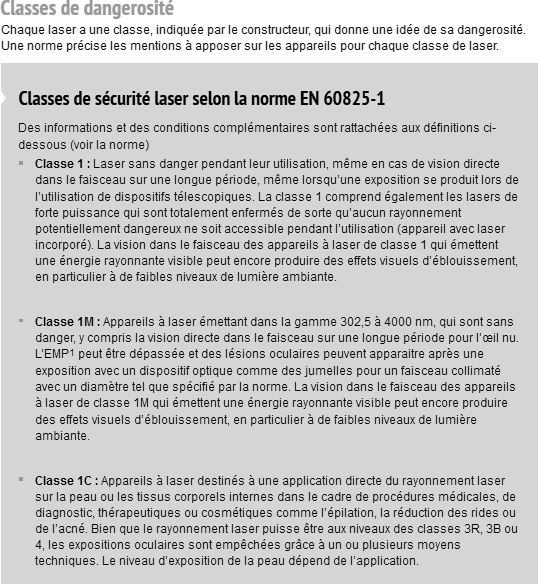 Classes de dangerosité
Chaque laser a une classe, indiquée par le constructeur, qui donne une idée de sa dangerosité.
Une norme précise les mentions à apposer sur les appareils pour chaque classe de laser.
Classes de sécurité laser selon la norme EN 60825-1
Des informations et des conditions complémentaires sont rattachées aux définitions ci-
dessous (voir la norme)
Classe 1 : Laser sans danger pendant leur utilisation, même en cas de vision directe
dans le faisceau sur une longue période, même lorsqu'une exposition se produit lors de
l'utilisation de dispositifs télescopiques. La classe 1 comprend également les lasers de
forte puissance qui sont totalement enfermés de sorte qu'aucun rayonnement
potentiellement dangereux ne soit accessible pendant l'utilisation (appareil avec laser
incorporé). La vision dans le faisceau des appareils à laser de classe 1 qui émettent
une énergie rayonnante visible peut encore produire des effets visuels d'éblouissement,
en particulier à de faibles niveaux de lumière ambiante.
Classe 1M : Appareils à laser émettant dans la gamme 302,5 à 4000 nm, qui sont sans
danger, y compris la vision directe dans le faisceau sur une longue période pour l'œil nu.
L'EMP1 peut être dépassée et des lésions oculaires peuvent apparaitre après une
exposition avec un dispositif optique comme des jumelles pour un faisceau collimaté
avec un diamètre tel que spécifié par la norme. La vision dans le faisceau des appareils
à laser de classe 1M qui émettent une énergie rayonnante visible peut encore produire
des effets visuels d'éblouissement, en particulier à de faibles niveaux de lumière
ambiante.
Classe 1C : Appareils à laser destinés à une application directe du rayonnement laser
sur la peau ou les tissus corporels internes dans le cadre de procédures médicales, de
diagnostic, thérapeutiques ou cosmétiques comme l'épilation, la réduction des rides ou
de l'acné. Bien que le rayonnement laser puisse être aux niveaux des classes 3R, 3B ou
4, les expositions oculaires sont empêchées grâce à un ou plusieurs moyens
techniques. Le niveau d'exposition de la peau dépend de l'application.